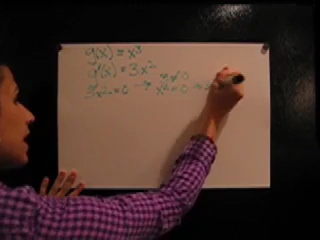 g(x) = x³
g'(x) = 3x²
3x² = 0 → x² = 0 →